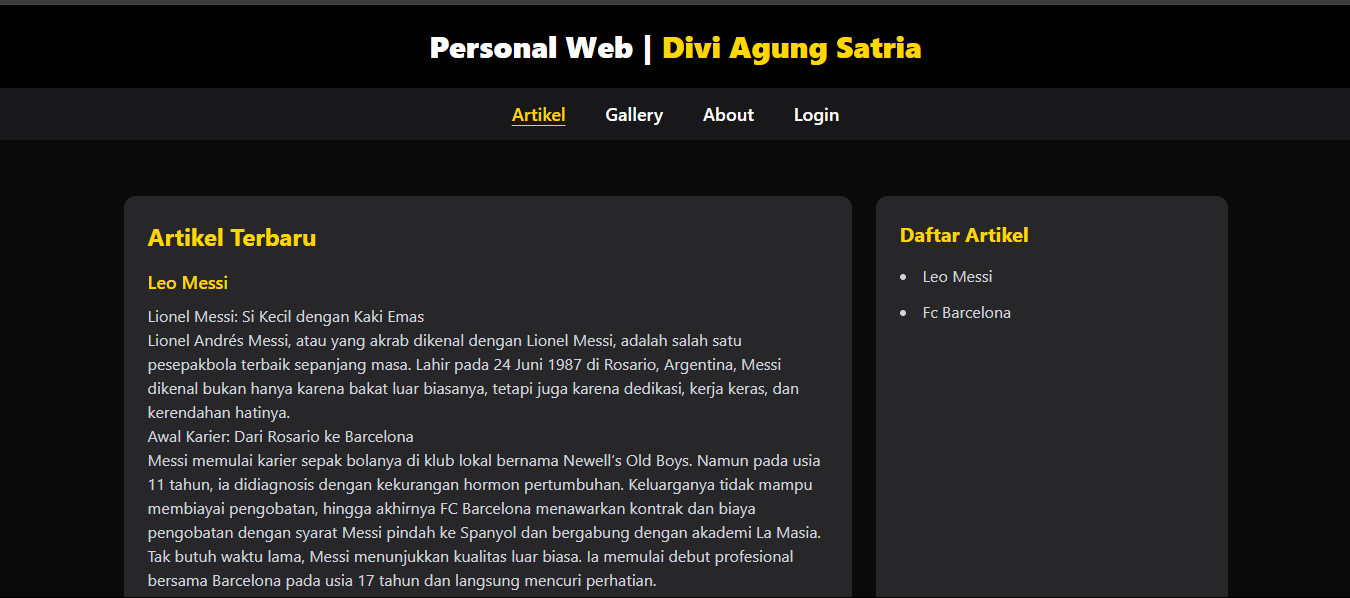 Personal Web | Divi Agung Satria
Artikel
Gallery
About
Login
Artikel Terbaru
Leo Messi
Lionel Messi: Si Kecil dengan Kaki Emas
Lionel Andrés Messi, atau yang akrab dikenal dengan Lionel Messi, adalah salah satu
pesepakbola terbaik sepanjang masa. Lahir pada 24 Juni 1987 di Rosario, Argentina, Messi
dikenal bukan hanya karena bakat luar biasanya, tetapi juga karena dedikasi, kerja keras, dan
kerendahan hatinya.
Awal Karier: Dari Rosario ke Barcelona
Messi memulai karier sepak bolanya di klub lokal bernama Newell’s Old Boys. Namun pada usia
11 tahun, ia didiagnosis dengan kekurangan hormon pertumbuhan. Keluarganya tidak mampu
membiayai pengobatan, hingga akhirnya FC Barcelona menawarkan kontrak dan biaya
pengobatan dengan syarat Messi pindah ke Spanyol dan bergabung dengan akademi La Masia.
Tak butuh waktu lama, Messi menunjukkan kualitas luar biasa. Ia memulai debut profesional
bersama Barcelona pada usia 17 tahun dan langsung mencuri perhatian.
Daftar Artikel
• Leo Messi
• Fc Barcelona